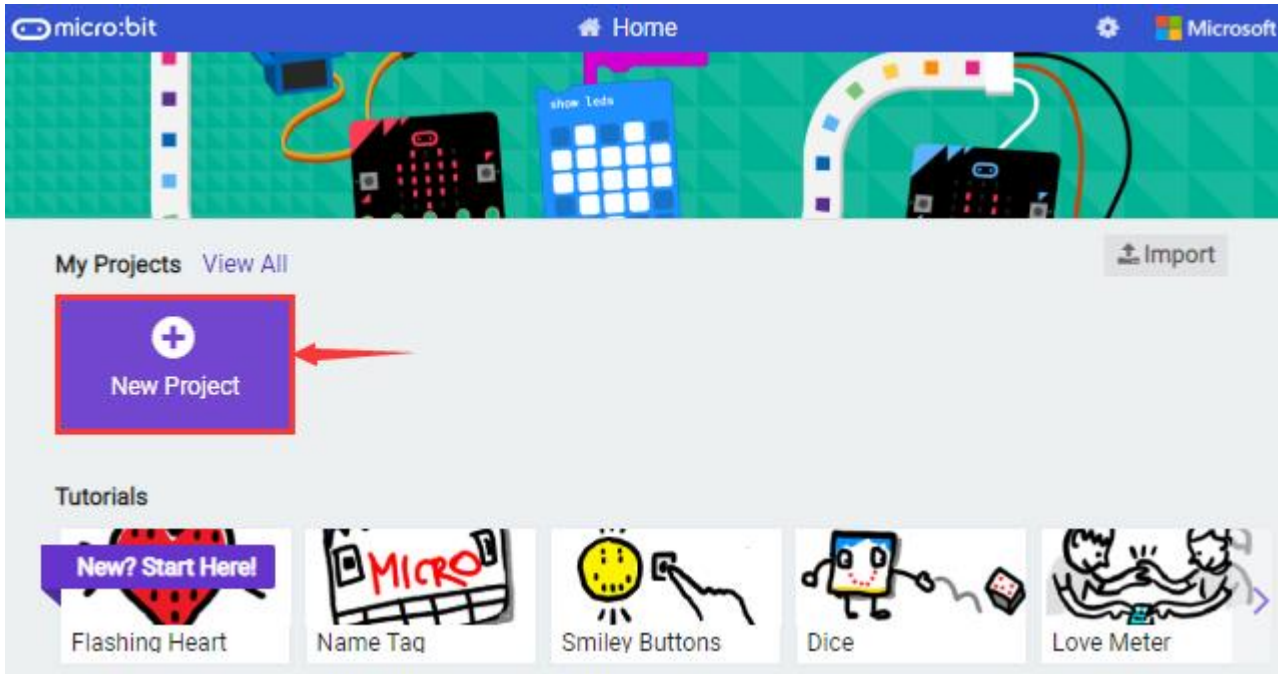 micro:bit
Home
Microsoft
show leds
My Projects View All
Import
New Project
Tutorials
New? Start Here!
MICRO
Flashing Heart
Name Tag
Smiley Buttons
Dice
Love Meter